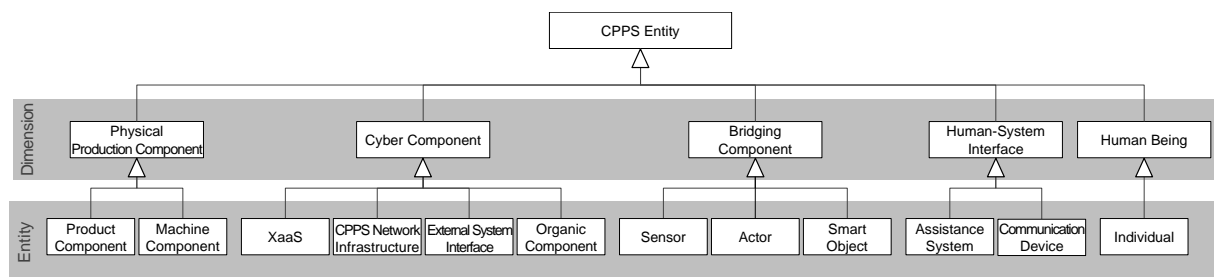 CPPS Entity
Dimension
Physical
Production Component
Cyber Component
Bridging
Component
Human-System
Interface
Human Being
Entity
Product
Component
Machine
Component
XaaS
CPPS Network
Infrastructure
External System
Interface
Organic
Component
Sensor
Actor
Smart
Object
Assistance
System
Communication
Device
Individual